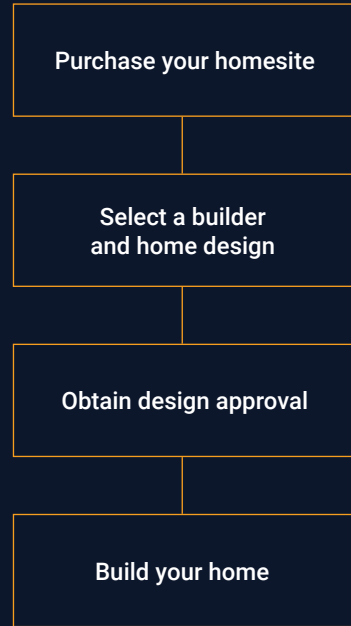 Purchase your homesite
Select a builder
and home design
Obtain design approval
Build your home